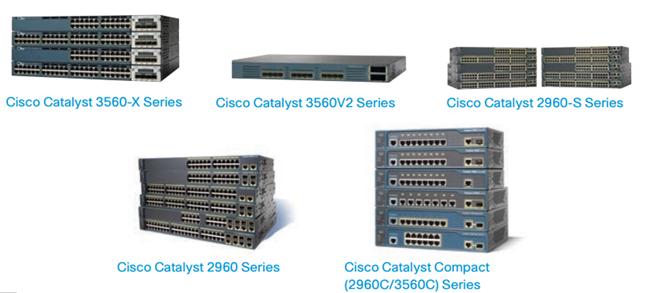 Cisco Catalyst 3560-X Series
Cisco Catalyst 3560V2 Series
Cisco Catalyst 2960-S Series
Cisco Catalyst 2960 Series
Cisco Catalyst Compact
(2960C/3560C) Series